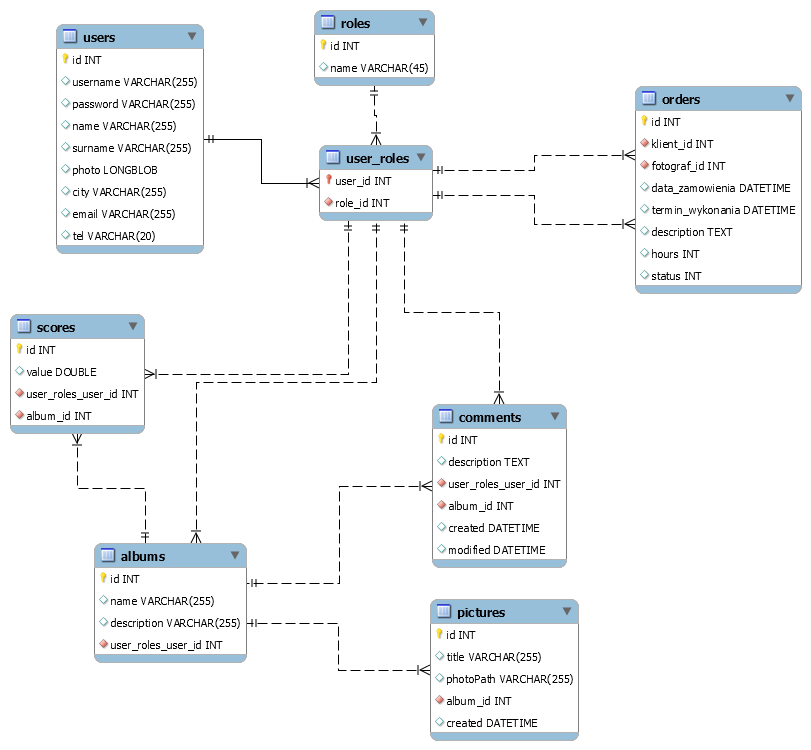 users
id INT
username VARCHAR(255)
password VARCHAR(255)
name VARCHAR(255)
surname VARCHAR(255)
photo LONGBLOB
city VARCHAR(255)
email VARCHAR(255)
tel VARCHAR(20)
roles
id INT
name VARCHAR(45)
user_roles
user_id INT
role_id INT
orders
id INT
klient_id INT
fotograf_id INT
data_zamowienia DATETIME
termin_wykonania DATETIME
description TEXT
hours INT
status INT
scores
id INT
value DOUBLE
user_roles_user_id INT
album_id INT
comments
id INT
description TEXT
user_roles_user_id INT
album_id INT
created DATETIME
modified DATETIME
albums
id INT
name VARCHAR(255)
description VARCHAR(255)
user_roles_user_id INT
pictures
id INT
title VARCHAR(255)
photoPath VARCHAR(255)
album_id INT
created DATETIME